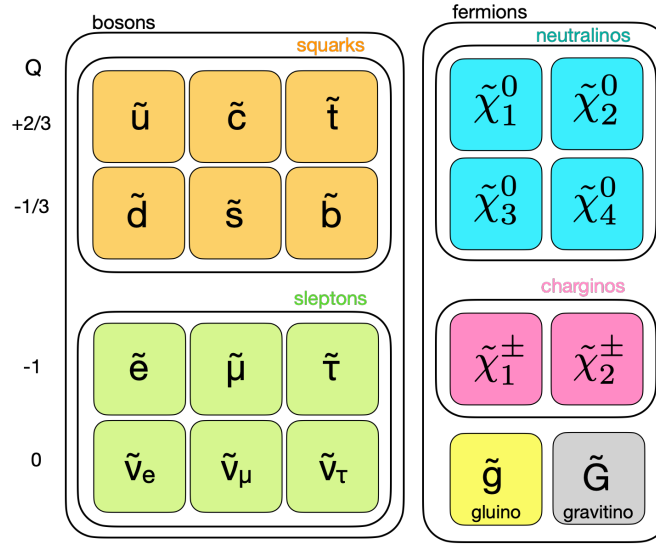 bosons
fermions
squarks
neutralinos
Q
+2/3
ũ c̃ t̃
χ̃⁰₁ χ̃⁰₂
-1/3
d̃ s̃ b̃
χ̃⁰₃ χ̃⁰₄
sleptons
charginos
-1
ẽ μ̃ τ̃
χ̃±₁ χ̃±₂
0
ν̃e ν̃μ ν̃τ
g̃
gluino
G̃
gravitino